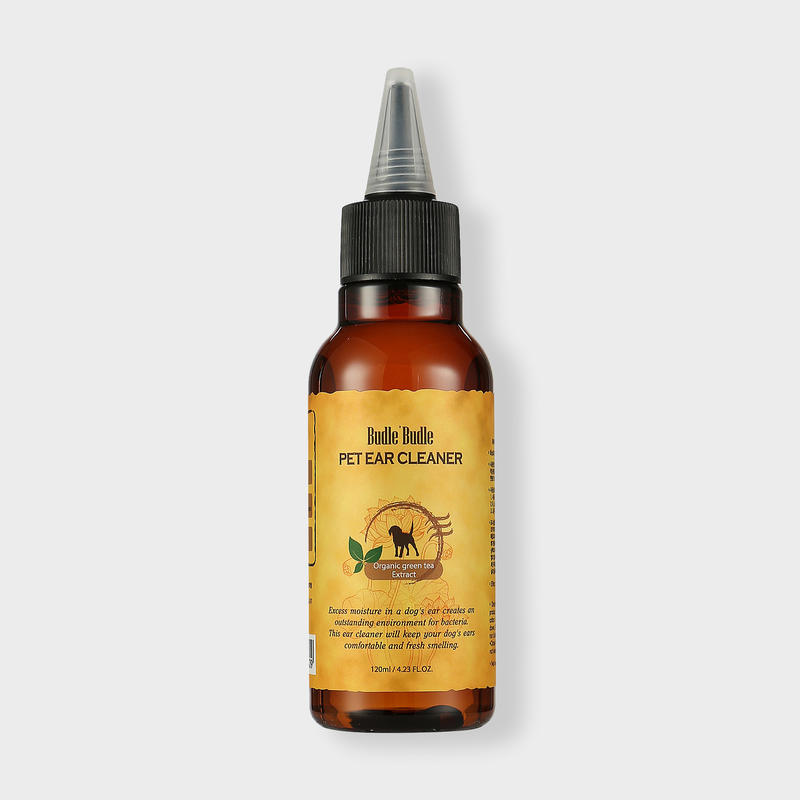 Budle'Budle
PET EAR CLEANER
Organic green tea
Extract
Excess moisture in a dog's ear creates an
outstanding environment for bacteria.
This ear cleaner will keep your dog's ears
comfortable and fresh smelling.
120ml / 4.23 FL.OZ.